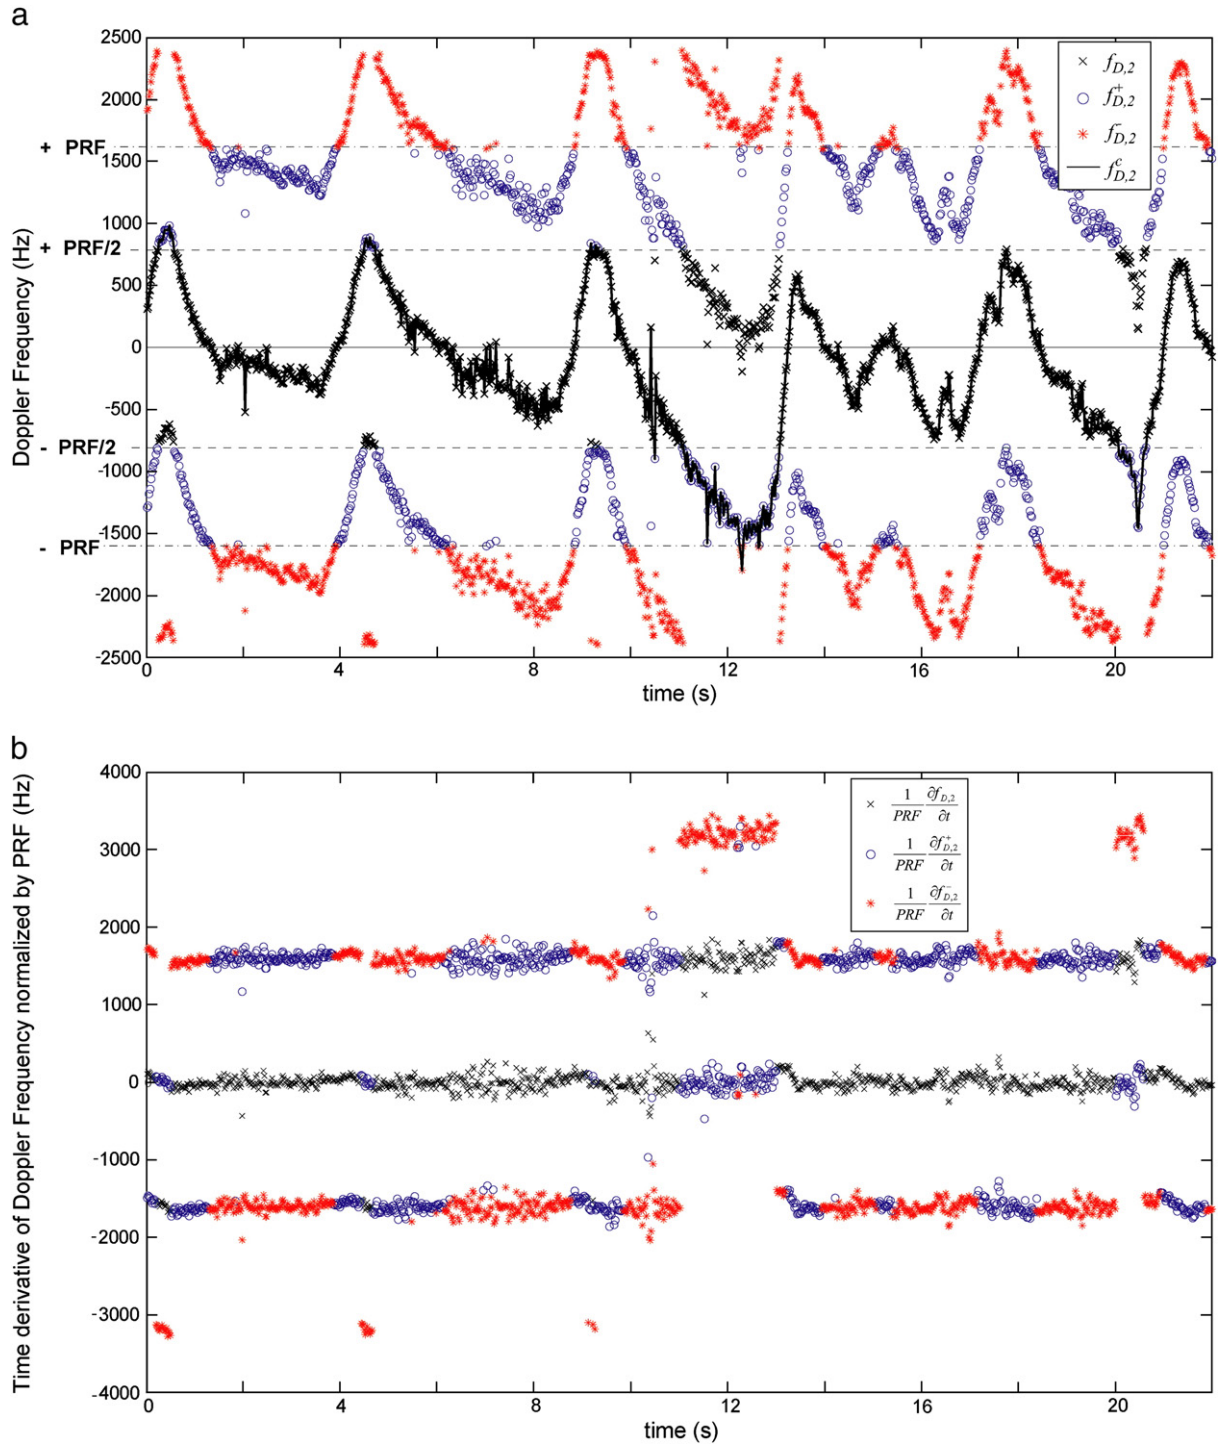 a
2500
2000
+ PRF
1500
1000
+ PRF/2
500
0
-500
- PRF/2
-1000
-1500
- PRF
-2000
-2500
Doppler Frequency (Hz)
× f_{D,2}
○ f^{+}_{D,2}
* f^{-}_{D,2}
— f^{c}_{D,2}
0 4 8 12 16 20
time (s)
b
4000
3000
2000
1000
0
-1000
-2000
-3000
-4000
Time derivative of Doppler Frequency normalized by PRF (Hz)
× 1/PRF ∂f_{D,2}/∂t
○ 1/PRF ∂f^{+}_{D,2}/∂t
* 1/PRF ∂f^{-}_{D,2}/∂t
0 4 8 12 16 20
time (s)